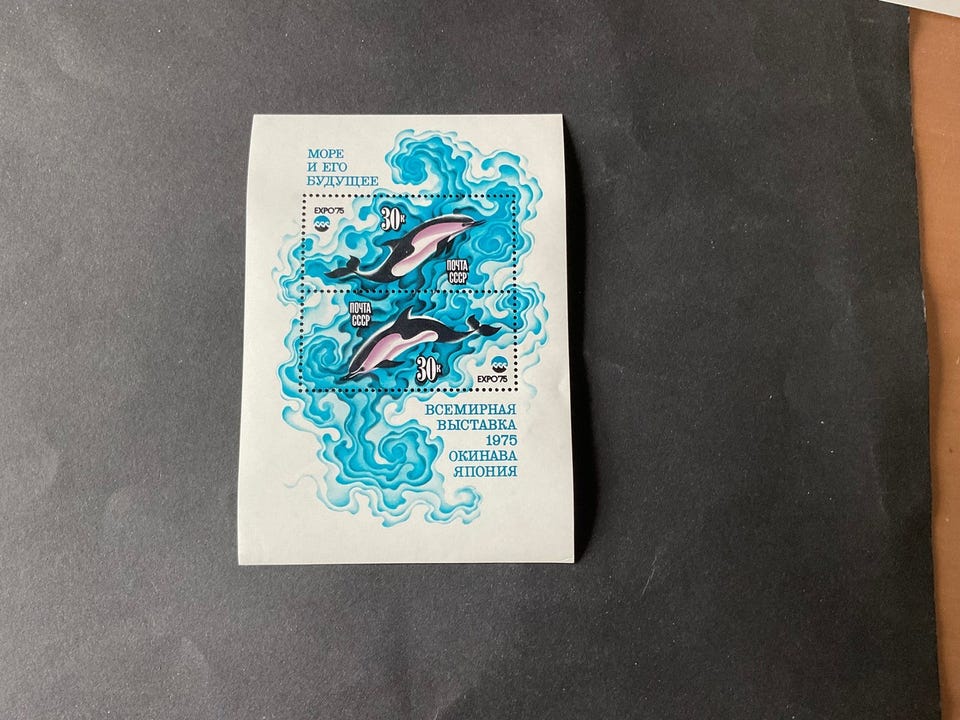 МОРЕ
И ЕГО
БУДУЩЕЕ
EXPO'75
30к
ПОЧТА
СССР
ПОЧТА
СССР
30к
EXPO'75
ВСЕМИРНАЯ
ВЫСТАВКА
1975
ОКИНАВА
ЯПОНИЯ